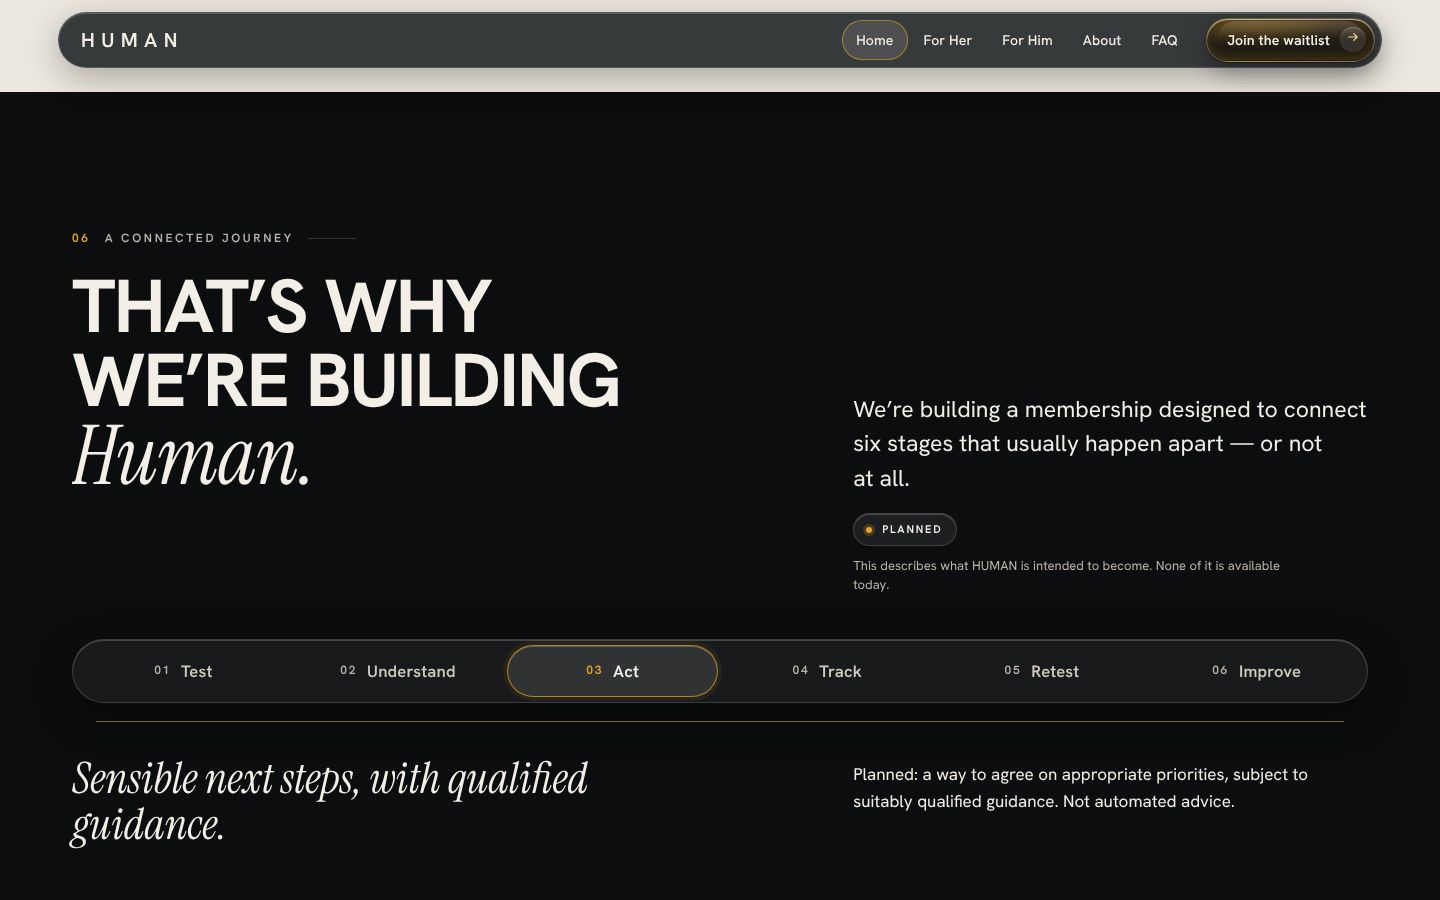 HUMAN
Home
For Her
For Him
About
FAQ
Join the waitlist →
06 A CONNECTED JOURNEY
THAT’S WHY
WE’RE BUILDING
Human.
We’re building a membership designed to connect
six stages that usually happen apart — or not
at all.
PLANNED
This describes what HUMAN is intended to become. None of it is available
today.
01 Test
02 Understand
03 Act
04 Track
05 Retest
06 Improve
Sensible next steps, with qualified
guidance.
Planned: a way to agree on appropriate priorities, subject to
suitably qualified guidance. Not automated advice.